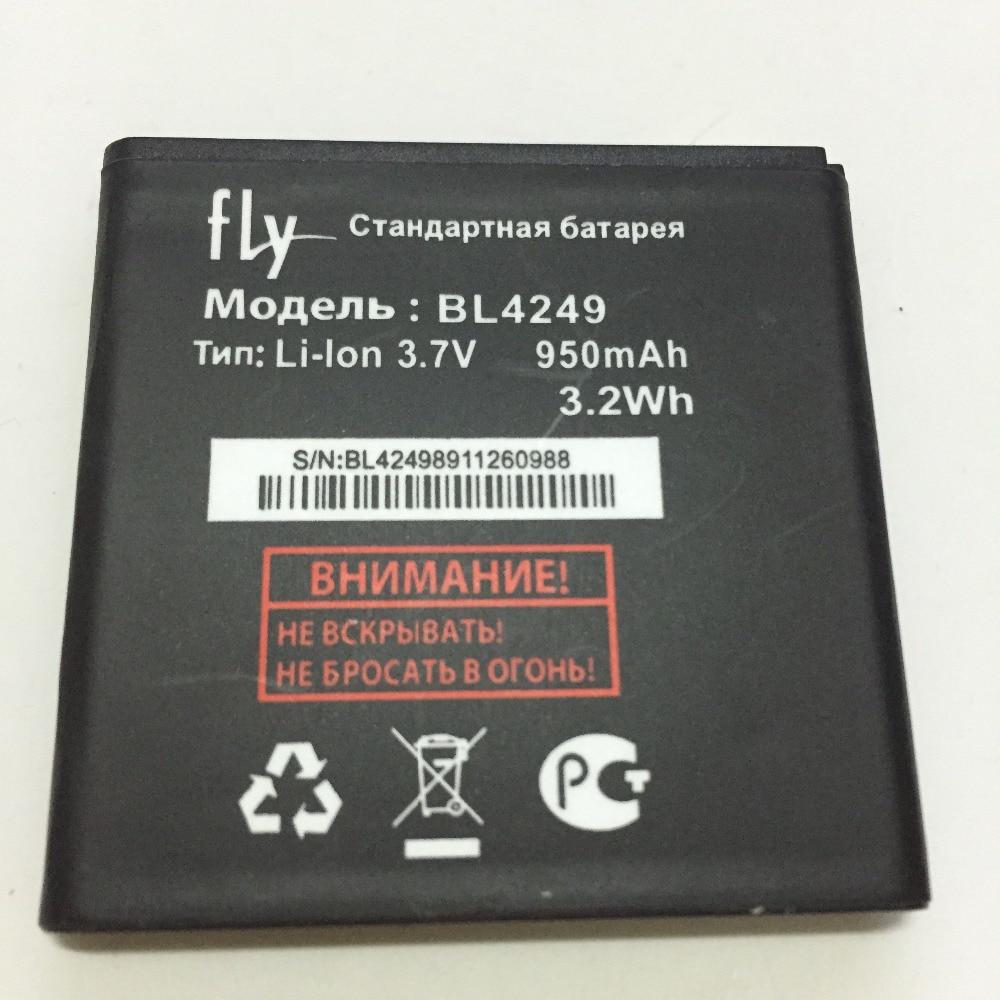 fly Стандартная батарея
Модель : BL4249
Тип: Li-Ion 3.7V 950mAh
3.2Wh
S/N:BL42498911260988
ВНИМАНИЕ!
НЕ ВСКРЫВАТЬ!
НЕ БРОСАТЬ В ОГОНЬ!
РСТ